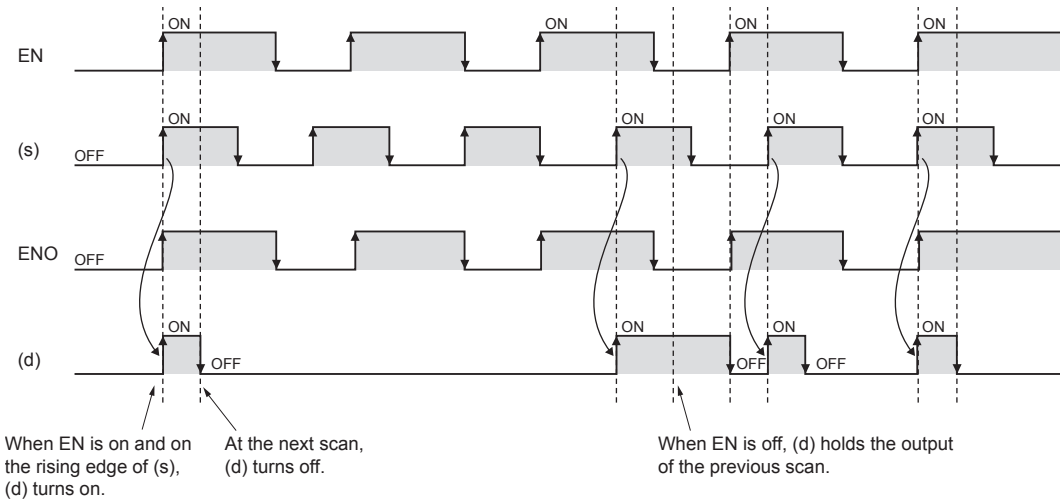 ON ON ON ON
EN
ON ON ON ON
(s)
OFF
ENO
OFF
ON ON ON ON
(d)
OFF OFF OFF
When EN is on and on
the rising edge of (s),
(d) turns on.
At the next scan,
(d) turns off.
When EN is off, (d) holds the output
of the previous scan.